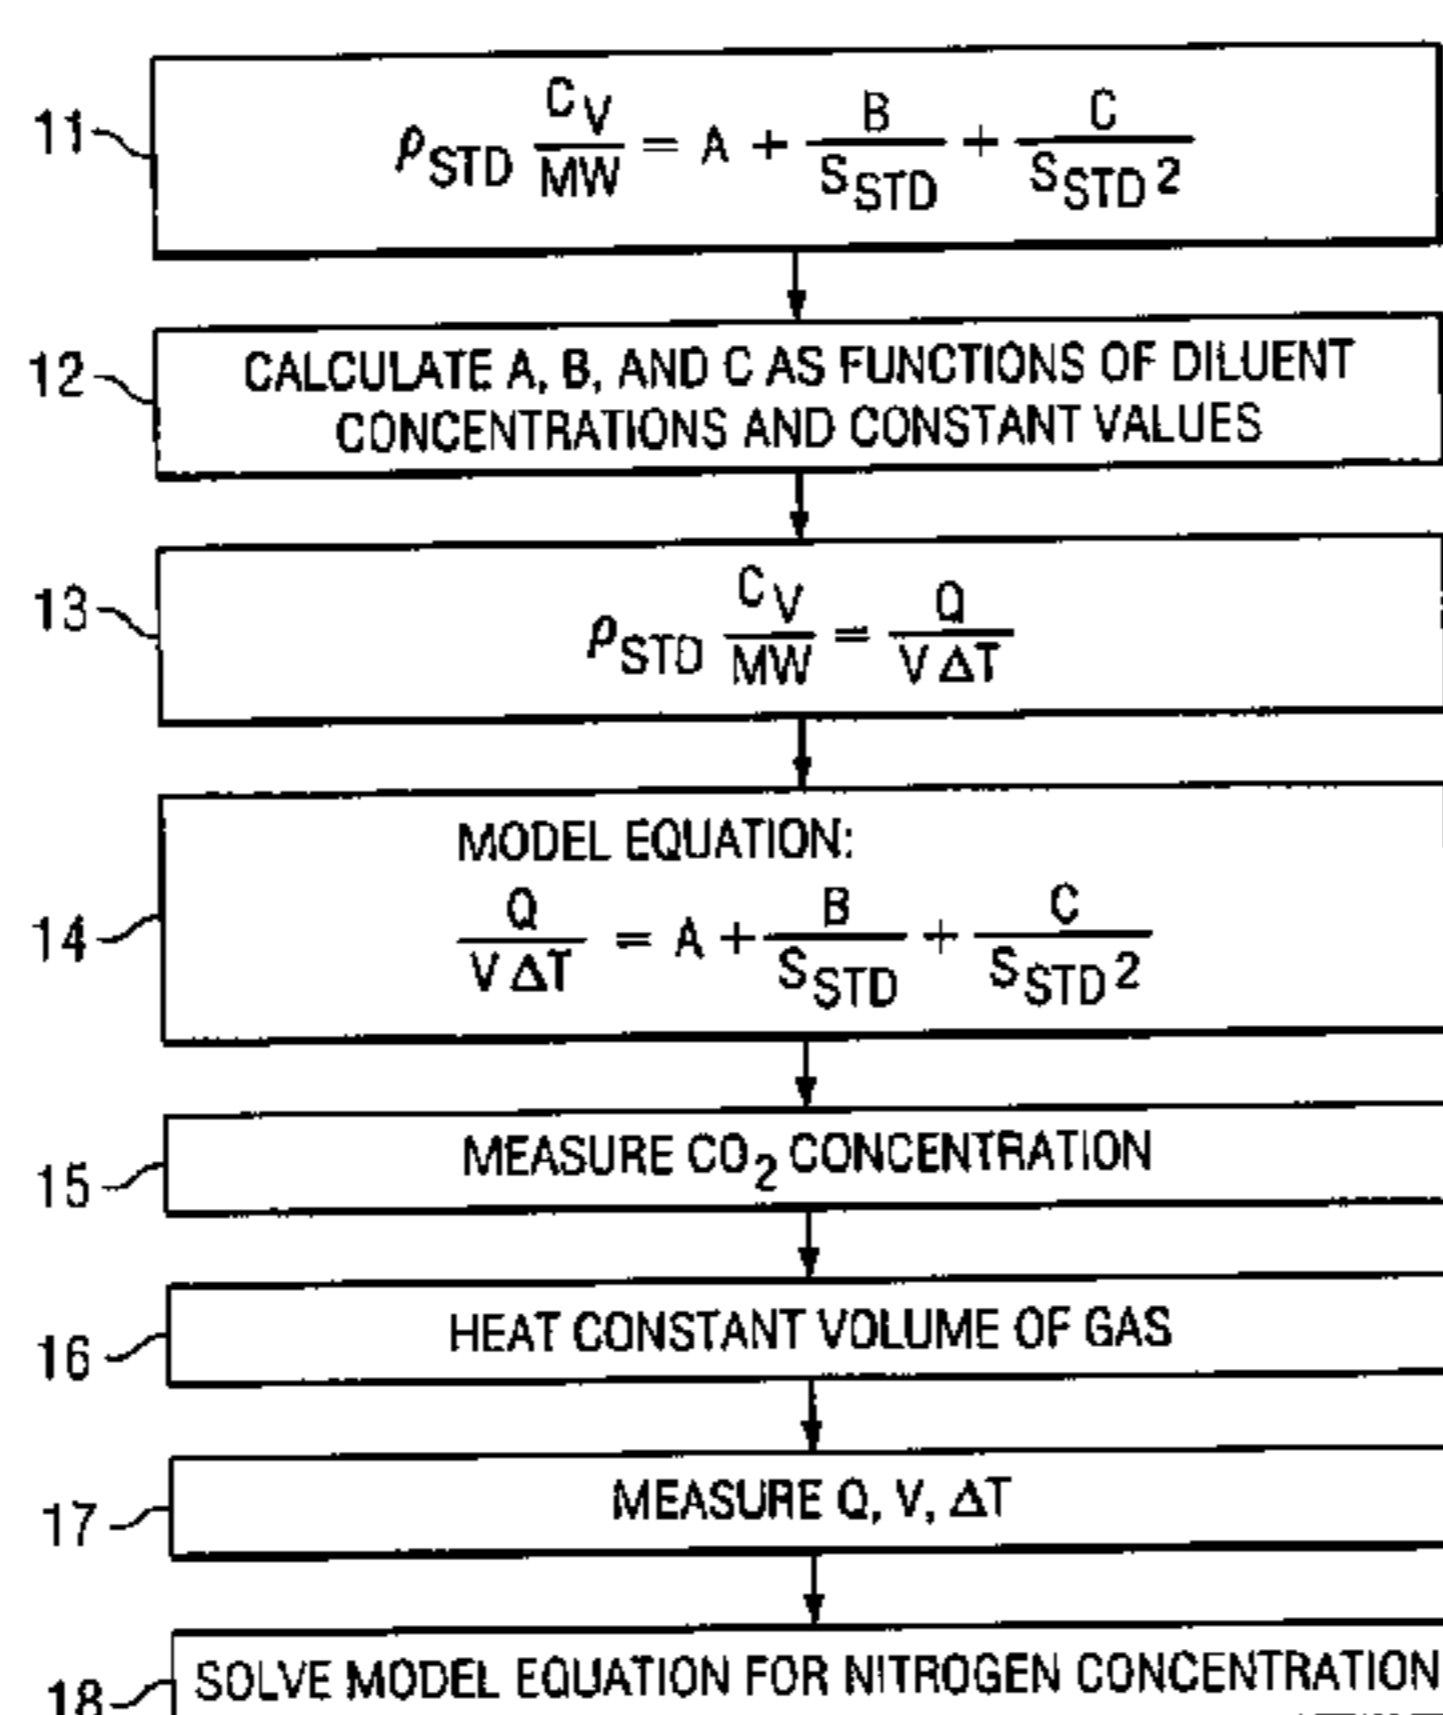 11 ρSTD CV/MW = A + B/SSTD + C/SSTD2
12 CALCULATE A, B, AND C AS FUNCTIONS OF DILUENT
CONCENTRATIONS AND CONSTANT VALUES
13 ρSTD CV/MW = Q/VΔT
MODEL EQUATION:
14 Q/VΔT = A + B/SSTD + C/SSTD2
15 MEASURE CO2 CONCENTRATION
16 HEAT CONSTANT VOLUME OF GAS
17 MEASURE Q, V, ΔT
18 SOLVE MODEL EQUATION FOR NITROGEN CONCENTRATION